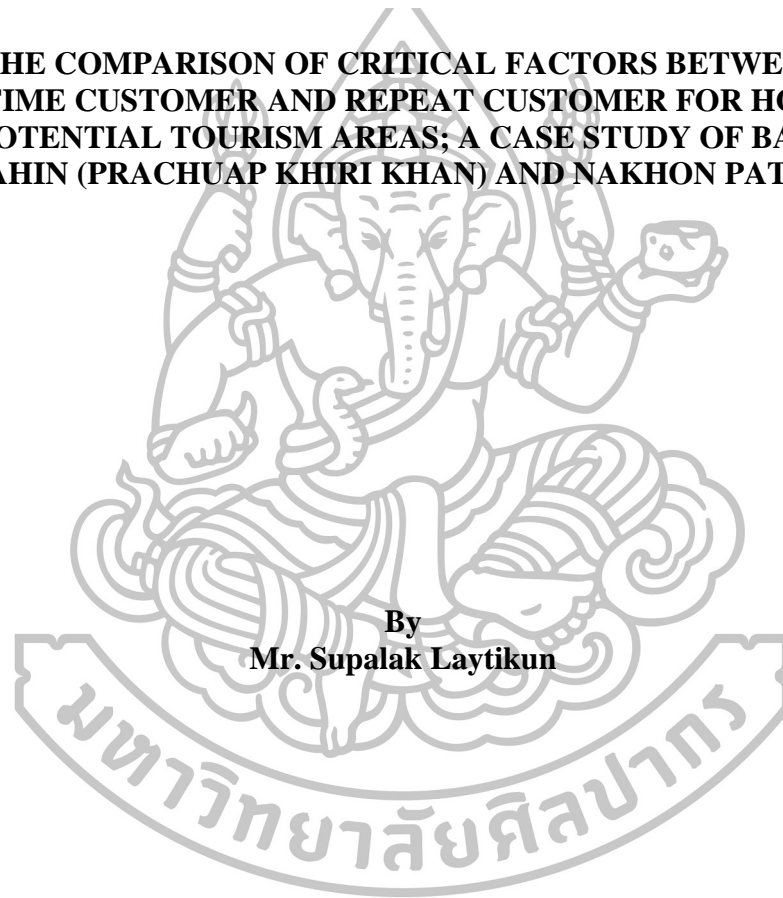 HE COMPARISON OF CRITICAL FACTORS BETWE
TIME CUSTOMER AND REPEAT CUSTOMER FOR HO
OTENTIAL TOURISM AREAS; A CASE STUDY OF BA
AHIN (PRACHUAP KHIRI KHAN) AND NAKHON PAT
By
Mr. Supalak Laytikun
มหาวิทยาลัยศิลปากร